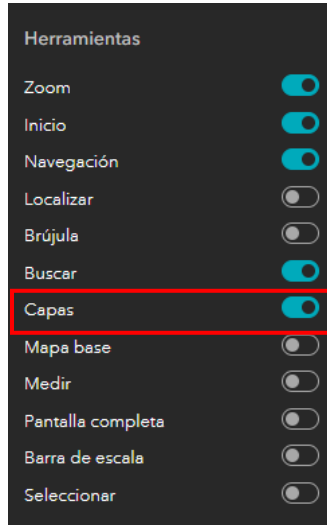 Herramientas
Zoom
Inicio
Navegación
Localizar
Brújula
Buscar
Capas
Mapa base
Medir
Pantalla completa
Barra de escala
Seleccionar